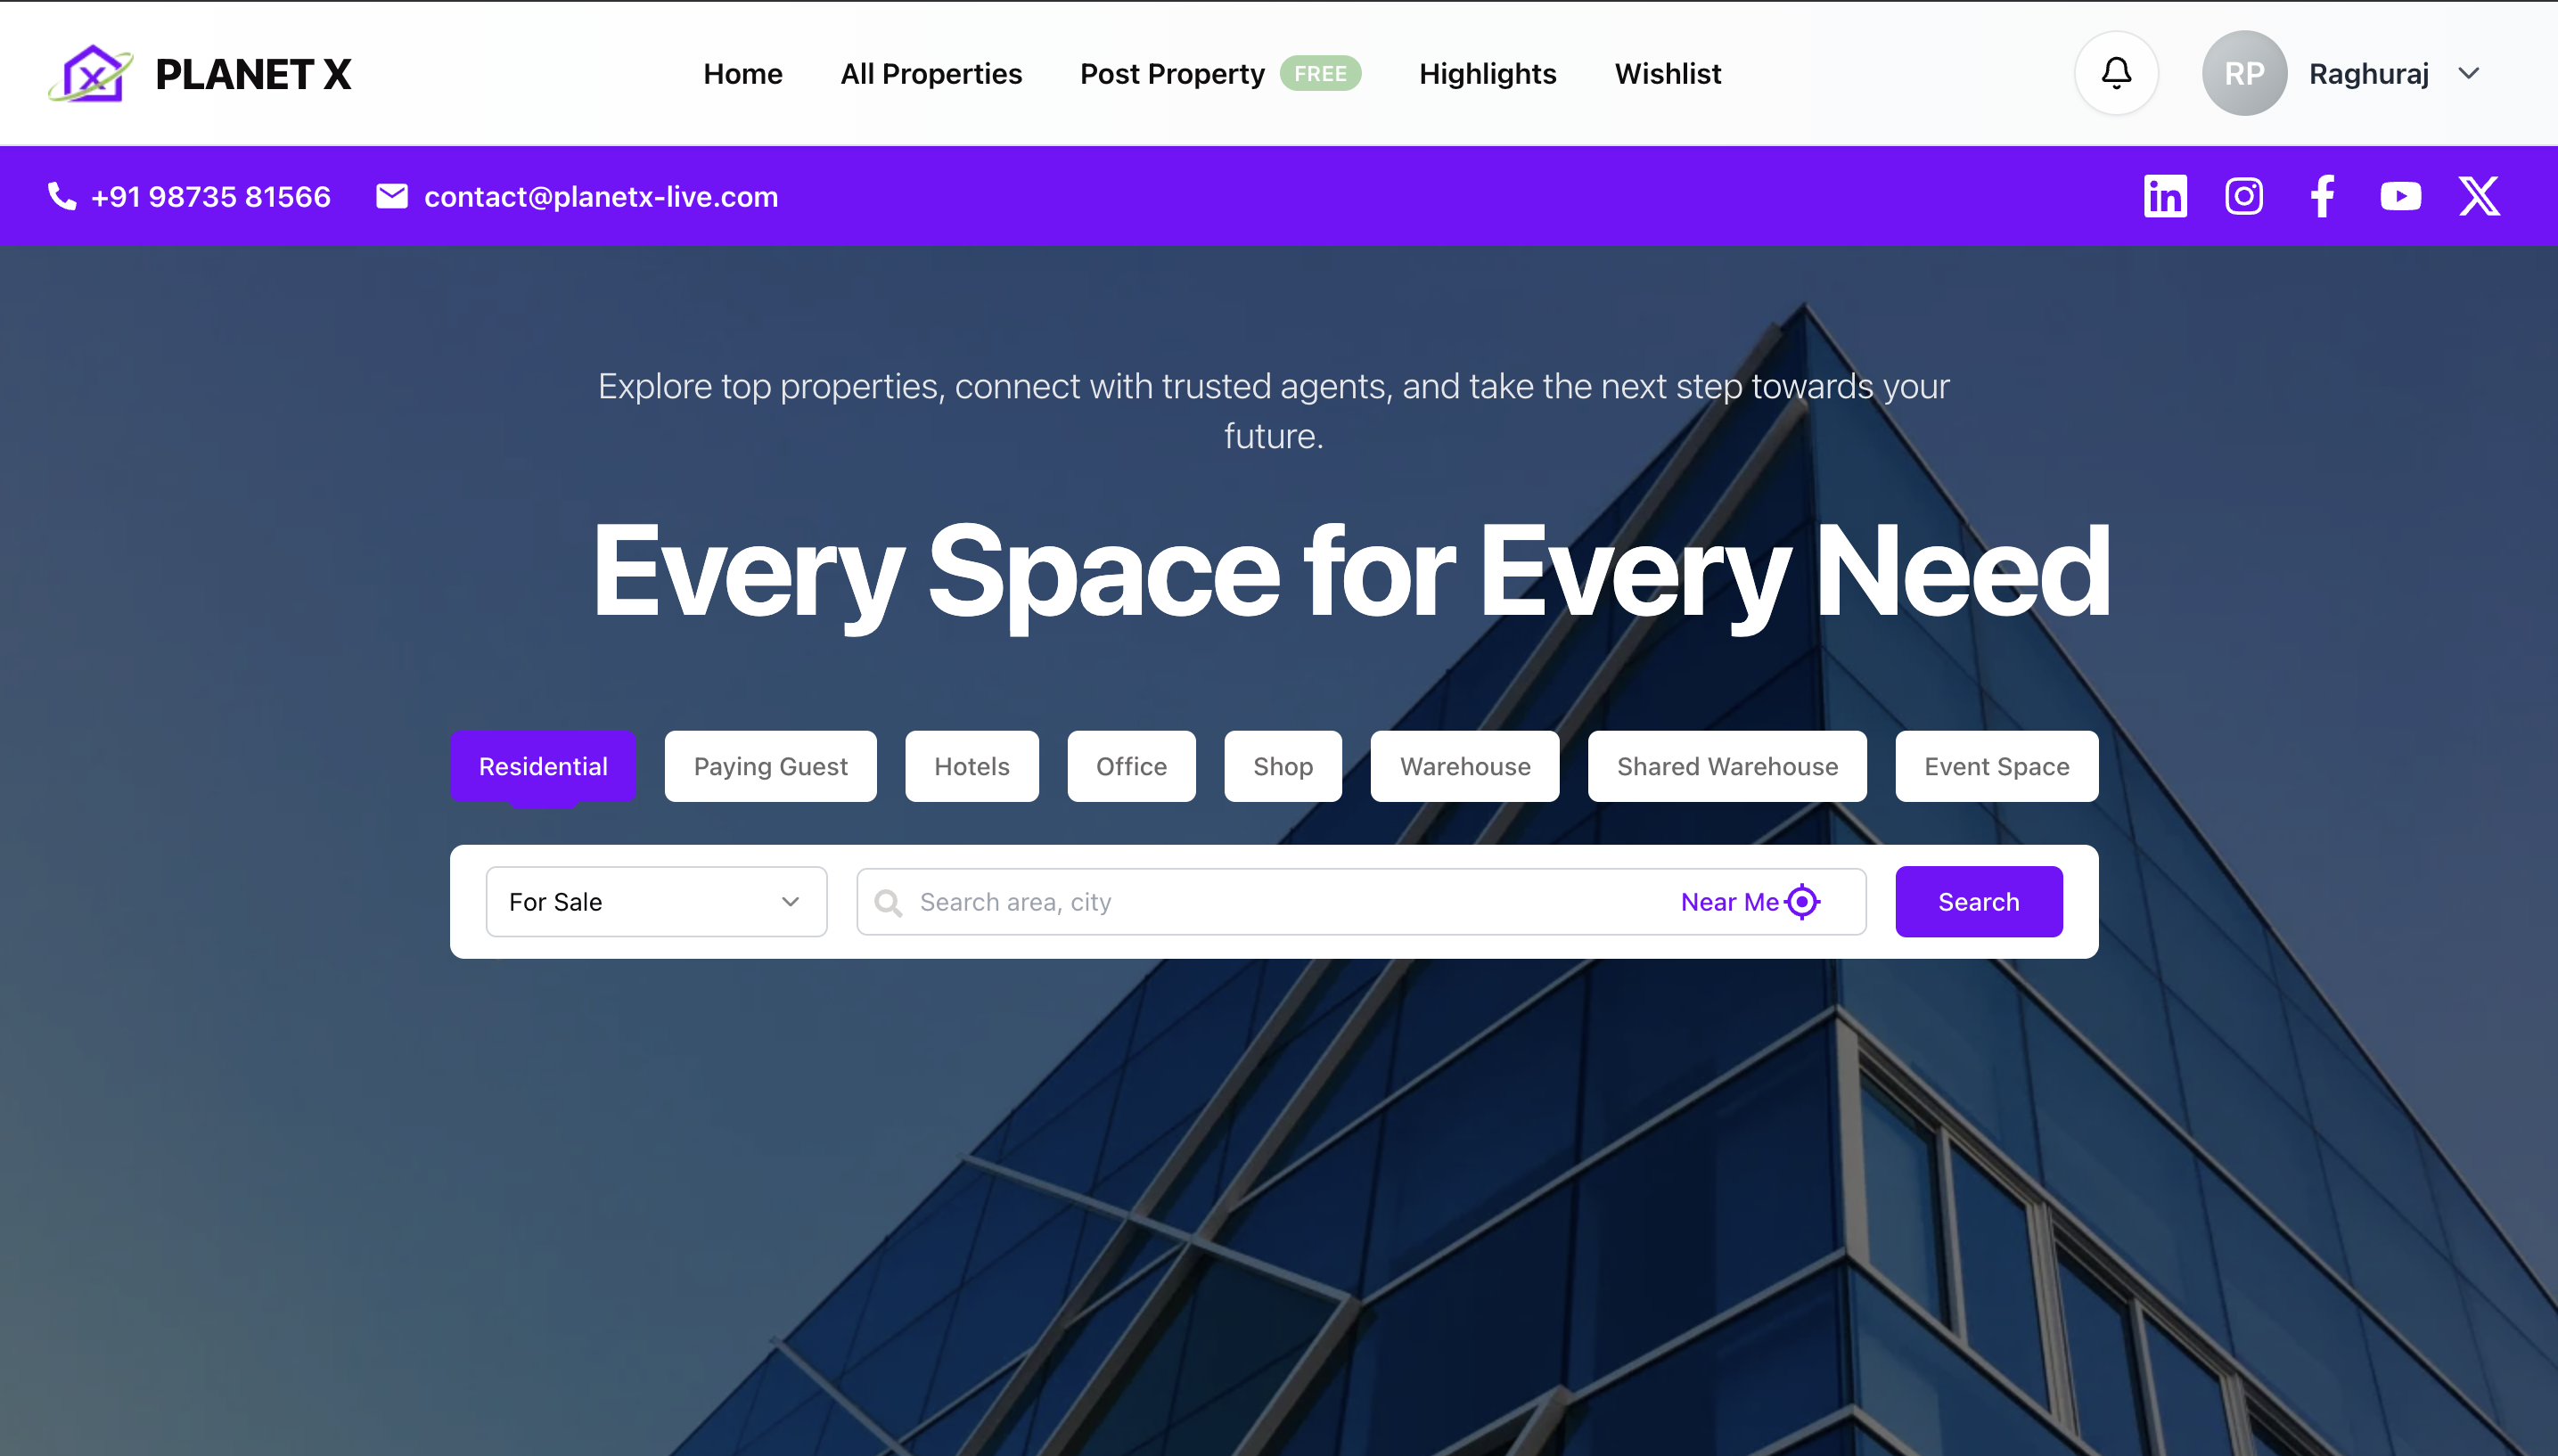 PLANET X
Home
All Properties
Post Property FREE
Highlights
Wishlist
RP
Raghuraj
+91 98735 81566
contact@planetx-live.com
Explore top properties, connect with trusted agents, and take the next step towards your
future.
Every Space for Every Need
Residential
Paying Guest
Hotels
Office
Shop
Warehouse
Shared Warehouse
Event Space
For Sale
Search area, city
Near Me
Search